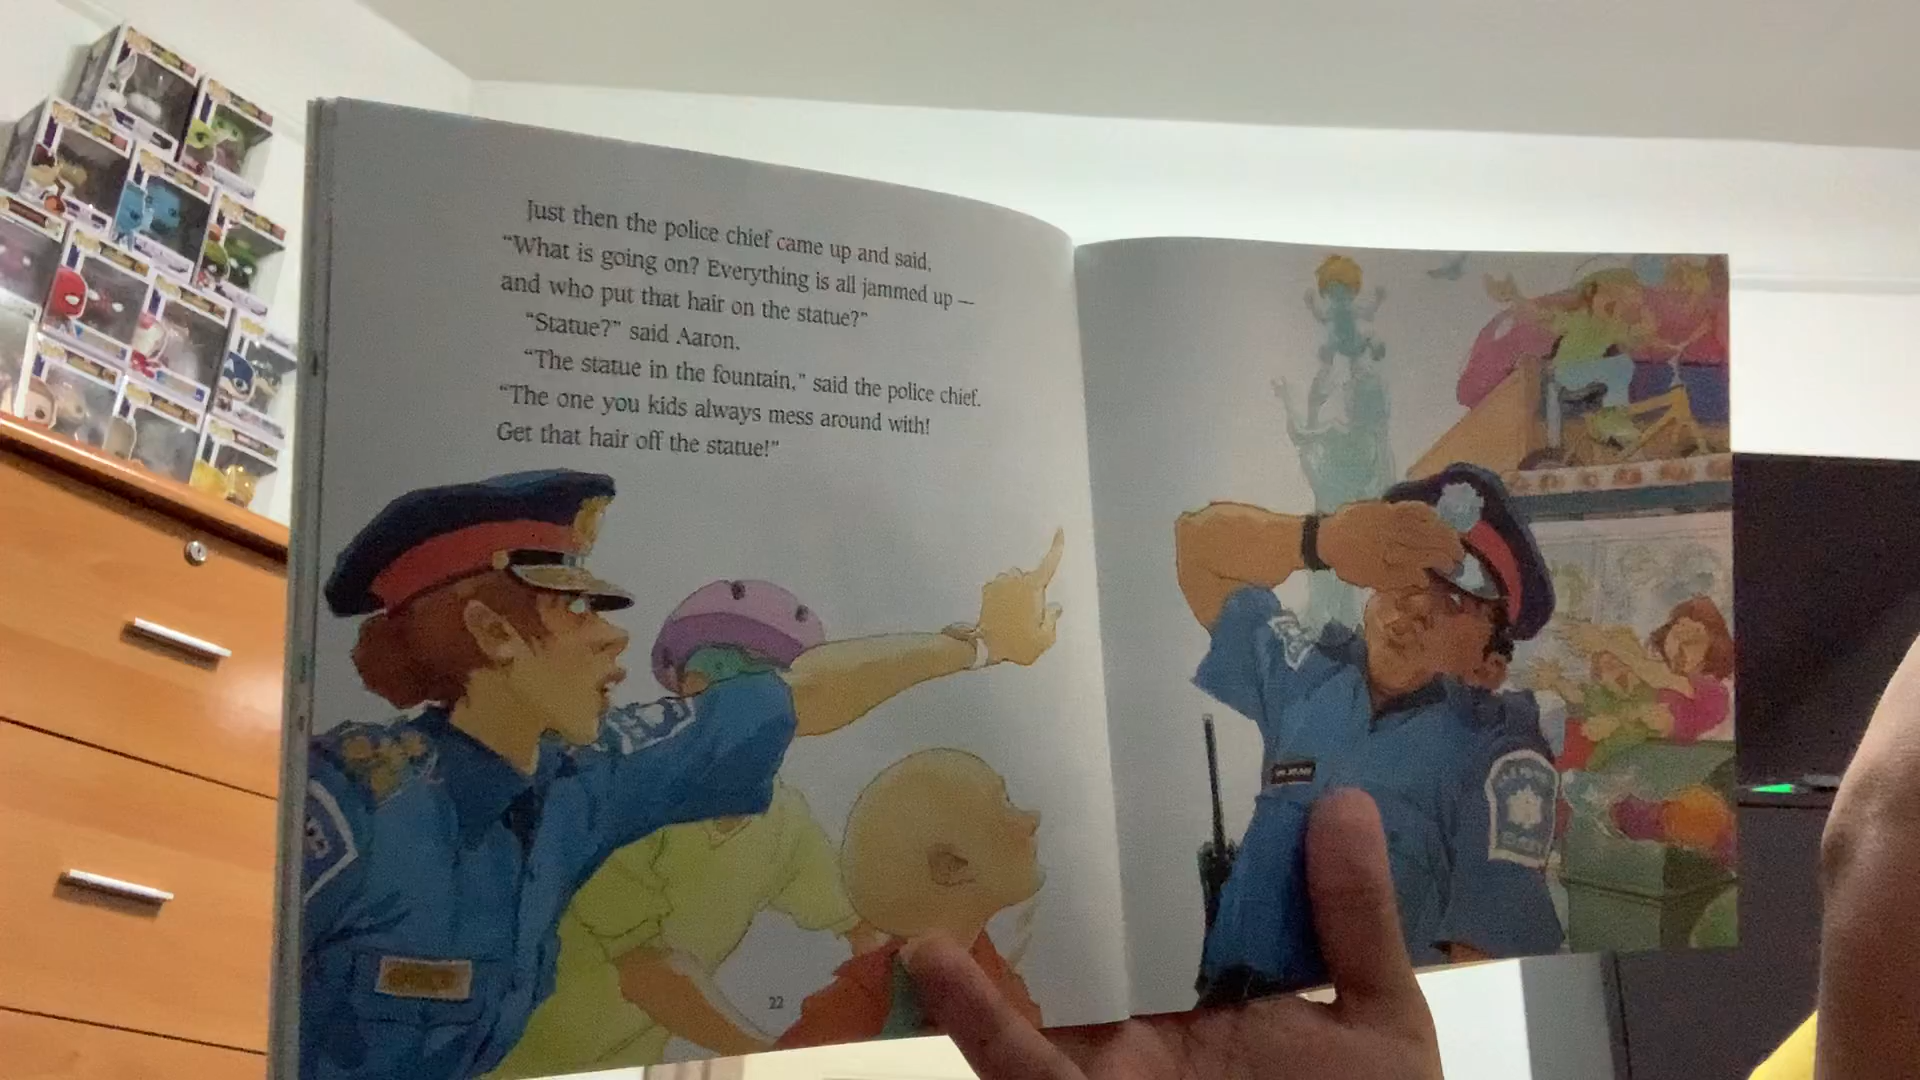 Just then the police chief came up and said,
“What is going on? Everything is all jammed up —
and who put that hair on the statue?”
“Statue?” said Aaron.
“The statue in the fountain,” said the police chief.
“The one you kids always mess around with!
Get that hair off the statue!”
22